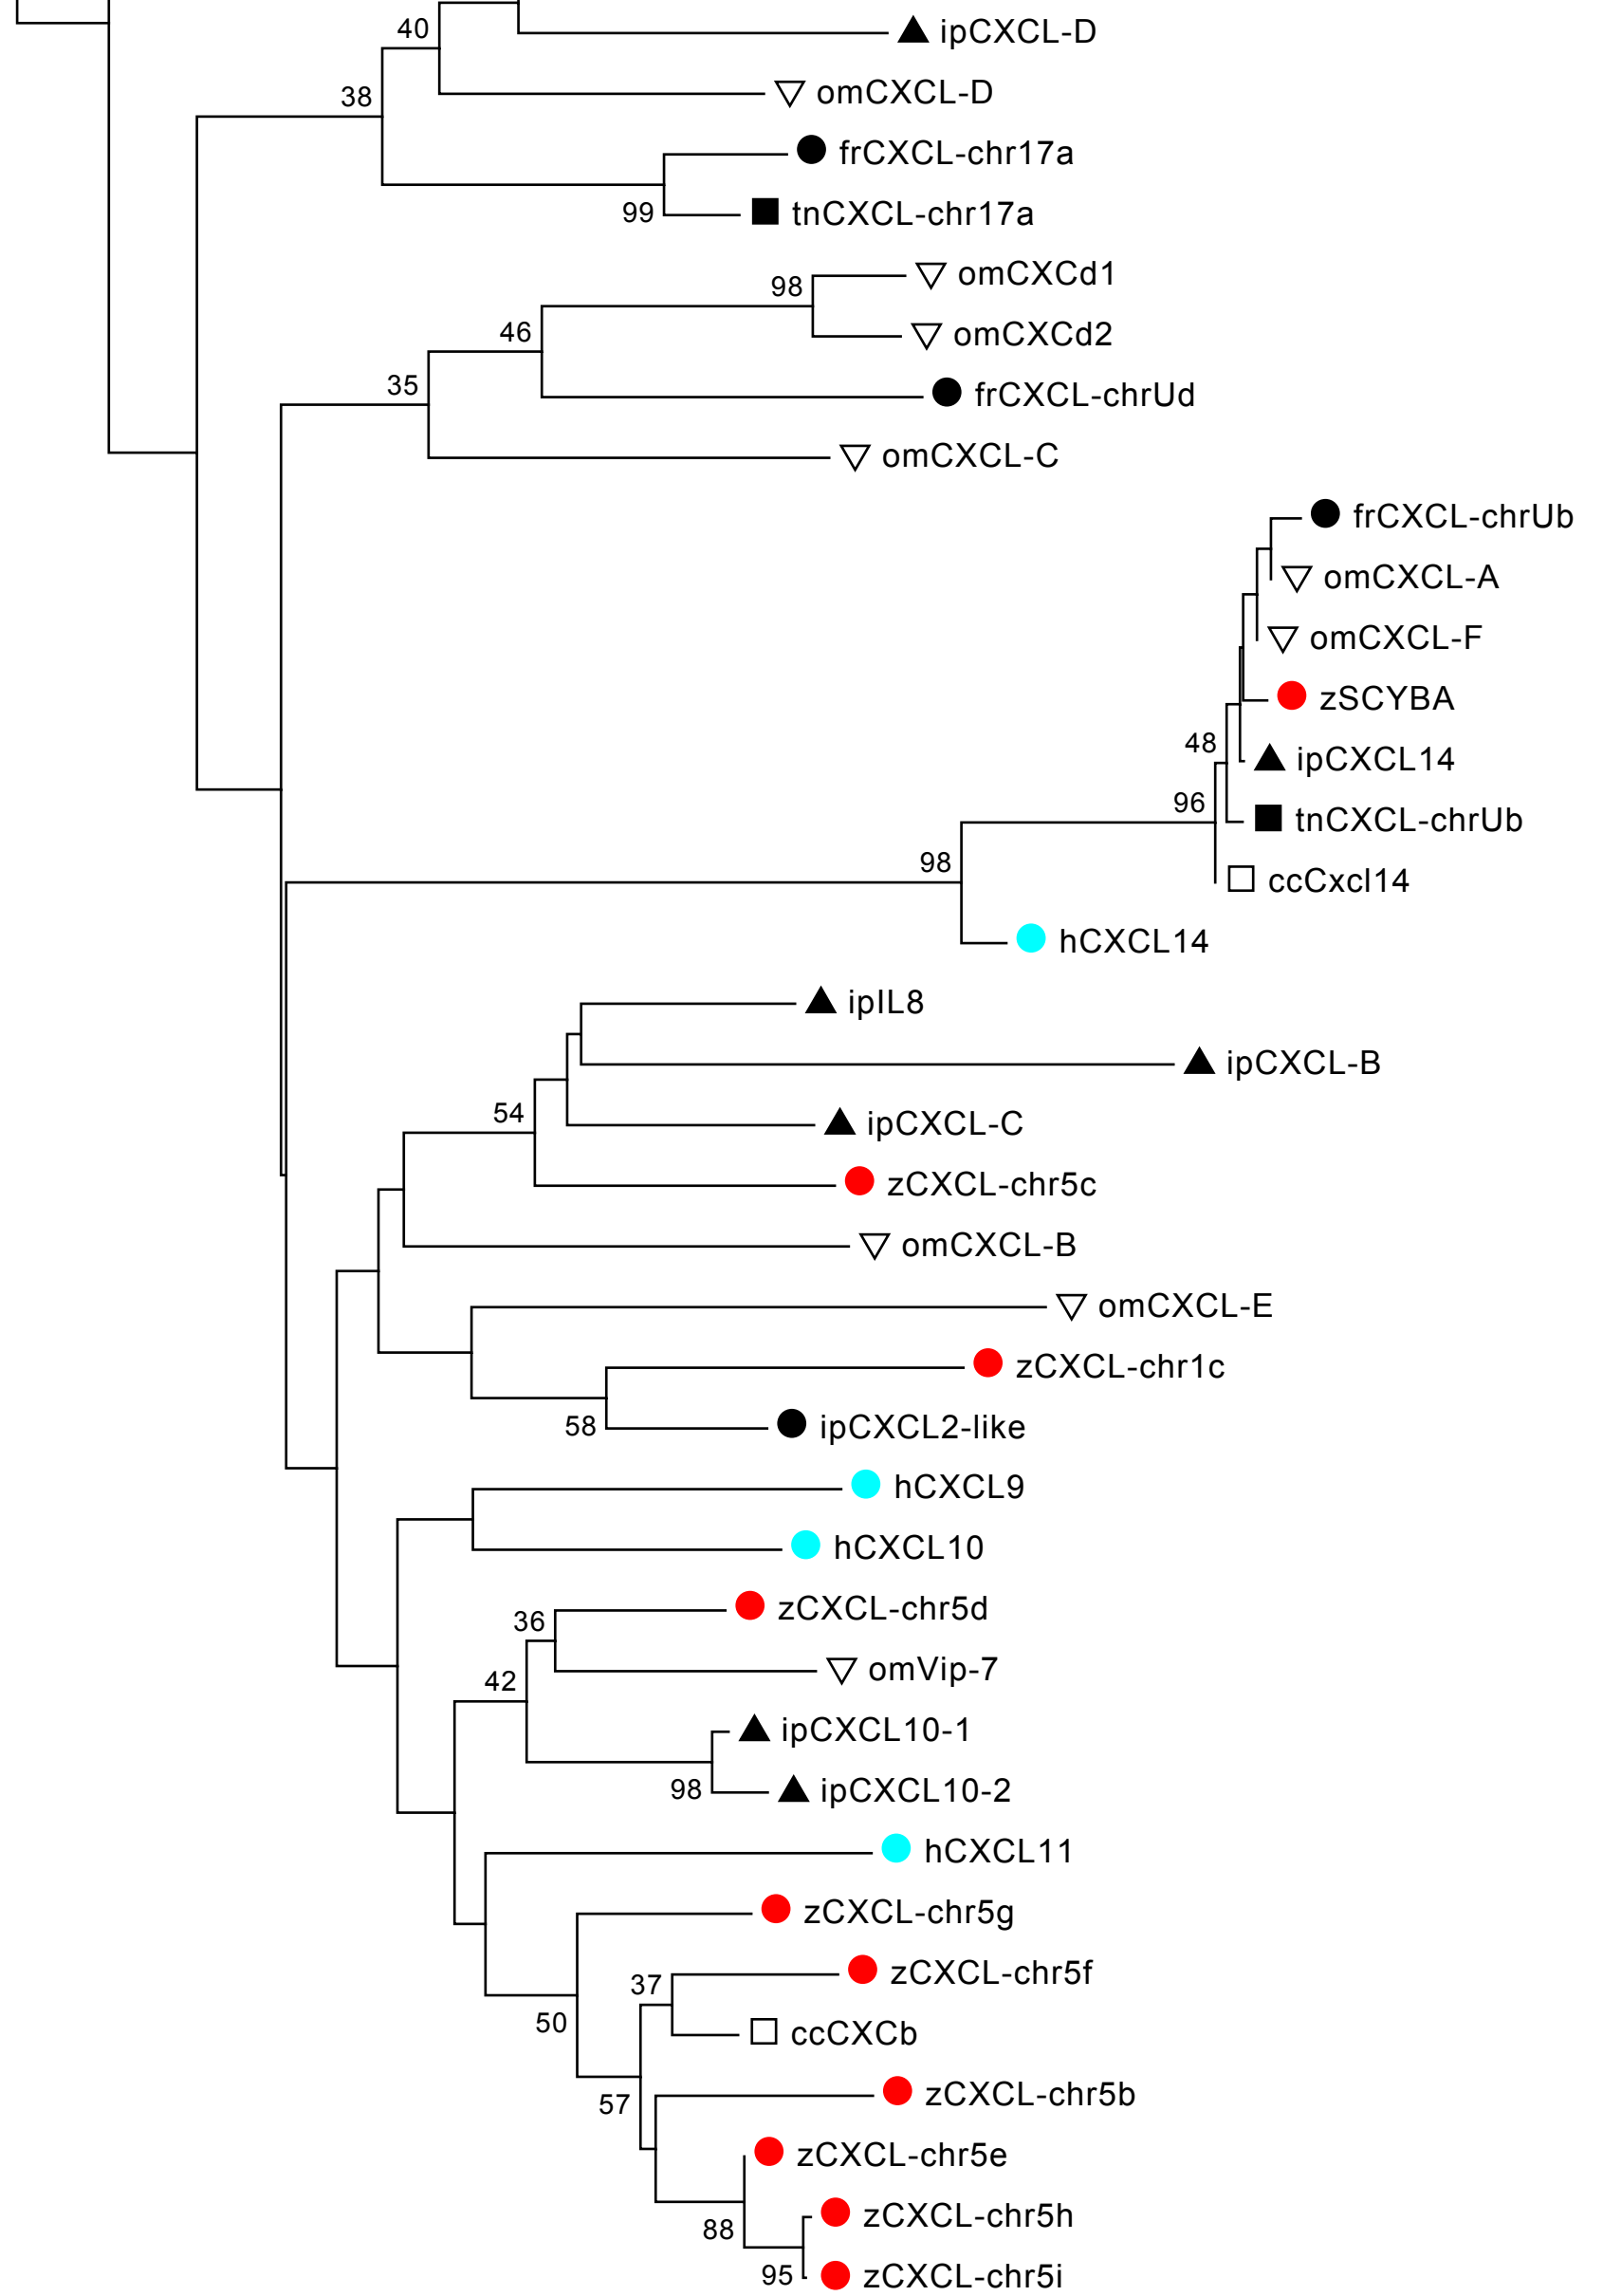 40
ipCXCL-D
omCXCL-D
38
frCXCL-chr17a
99
tnCXCL-chr17a
omCXCd1
98
omCXCd2
46
frCXCL-chrUd
35
omCXCL-C
frCXCL-chrUb
omCXCL-A
omCXCL-F
zSCYBA
48
ipCXCL14
96
tnCXCL-chrUb
98
ccCxcl14
hCXCL14
ipIL8
ipCXCL-B
54
ipCXCL-C
zCXCL-chr5c
omCXCL-B
omCXCL-E
zCXCL-chr1c
58
ipCXCL2-like
hCXCL9
hCXCL10
36
zCXCL-chr5d
42
omVip-7
ipCXCL10-1
98
ipCXCL10-2
hCXCL11
zCXCL-chr5g
37
zCXCL-chr5f
50
ccCXCb
57
zCXCL-chr5b
zCXCL-chr5e
88
zCXCL-chr5h
95
zCXCL-chr5i